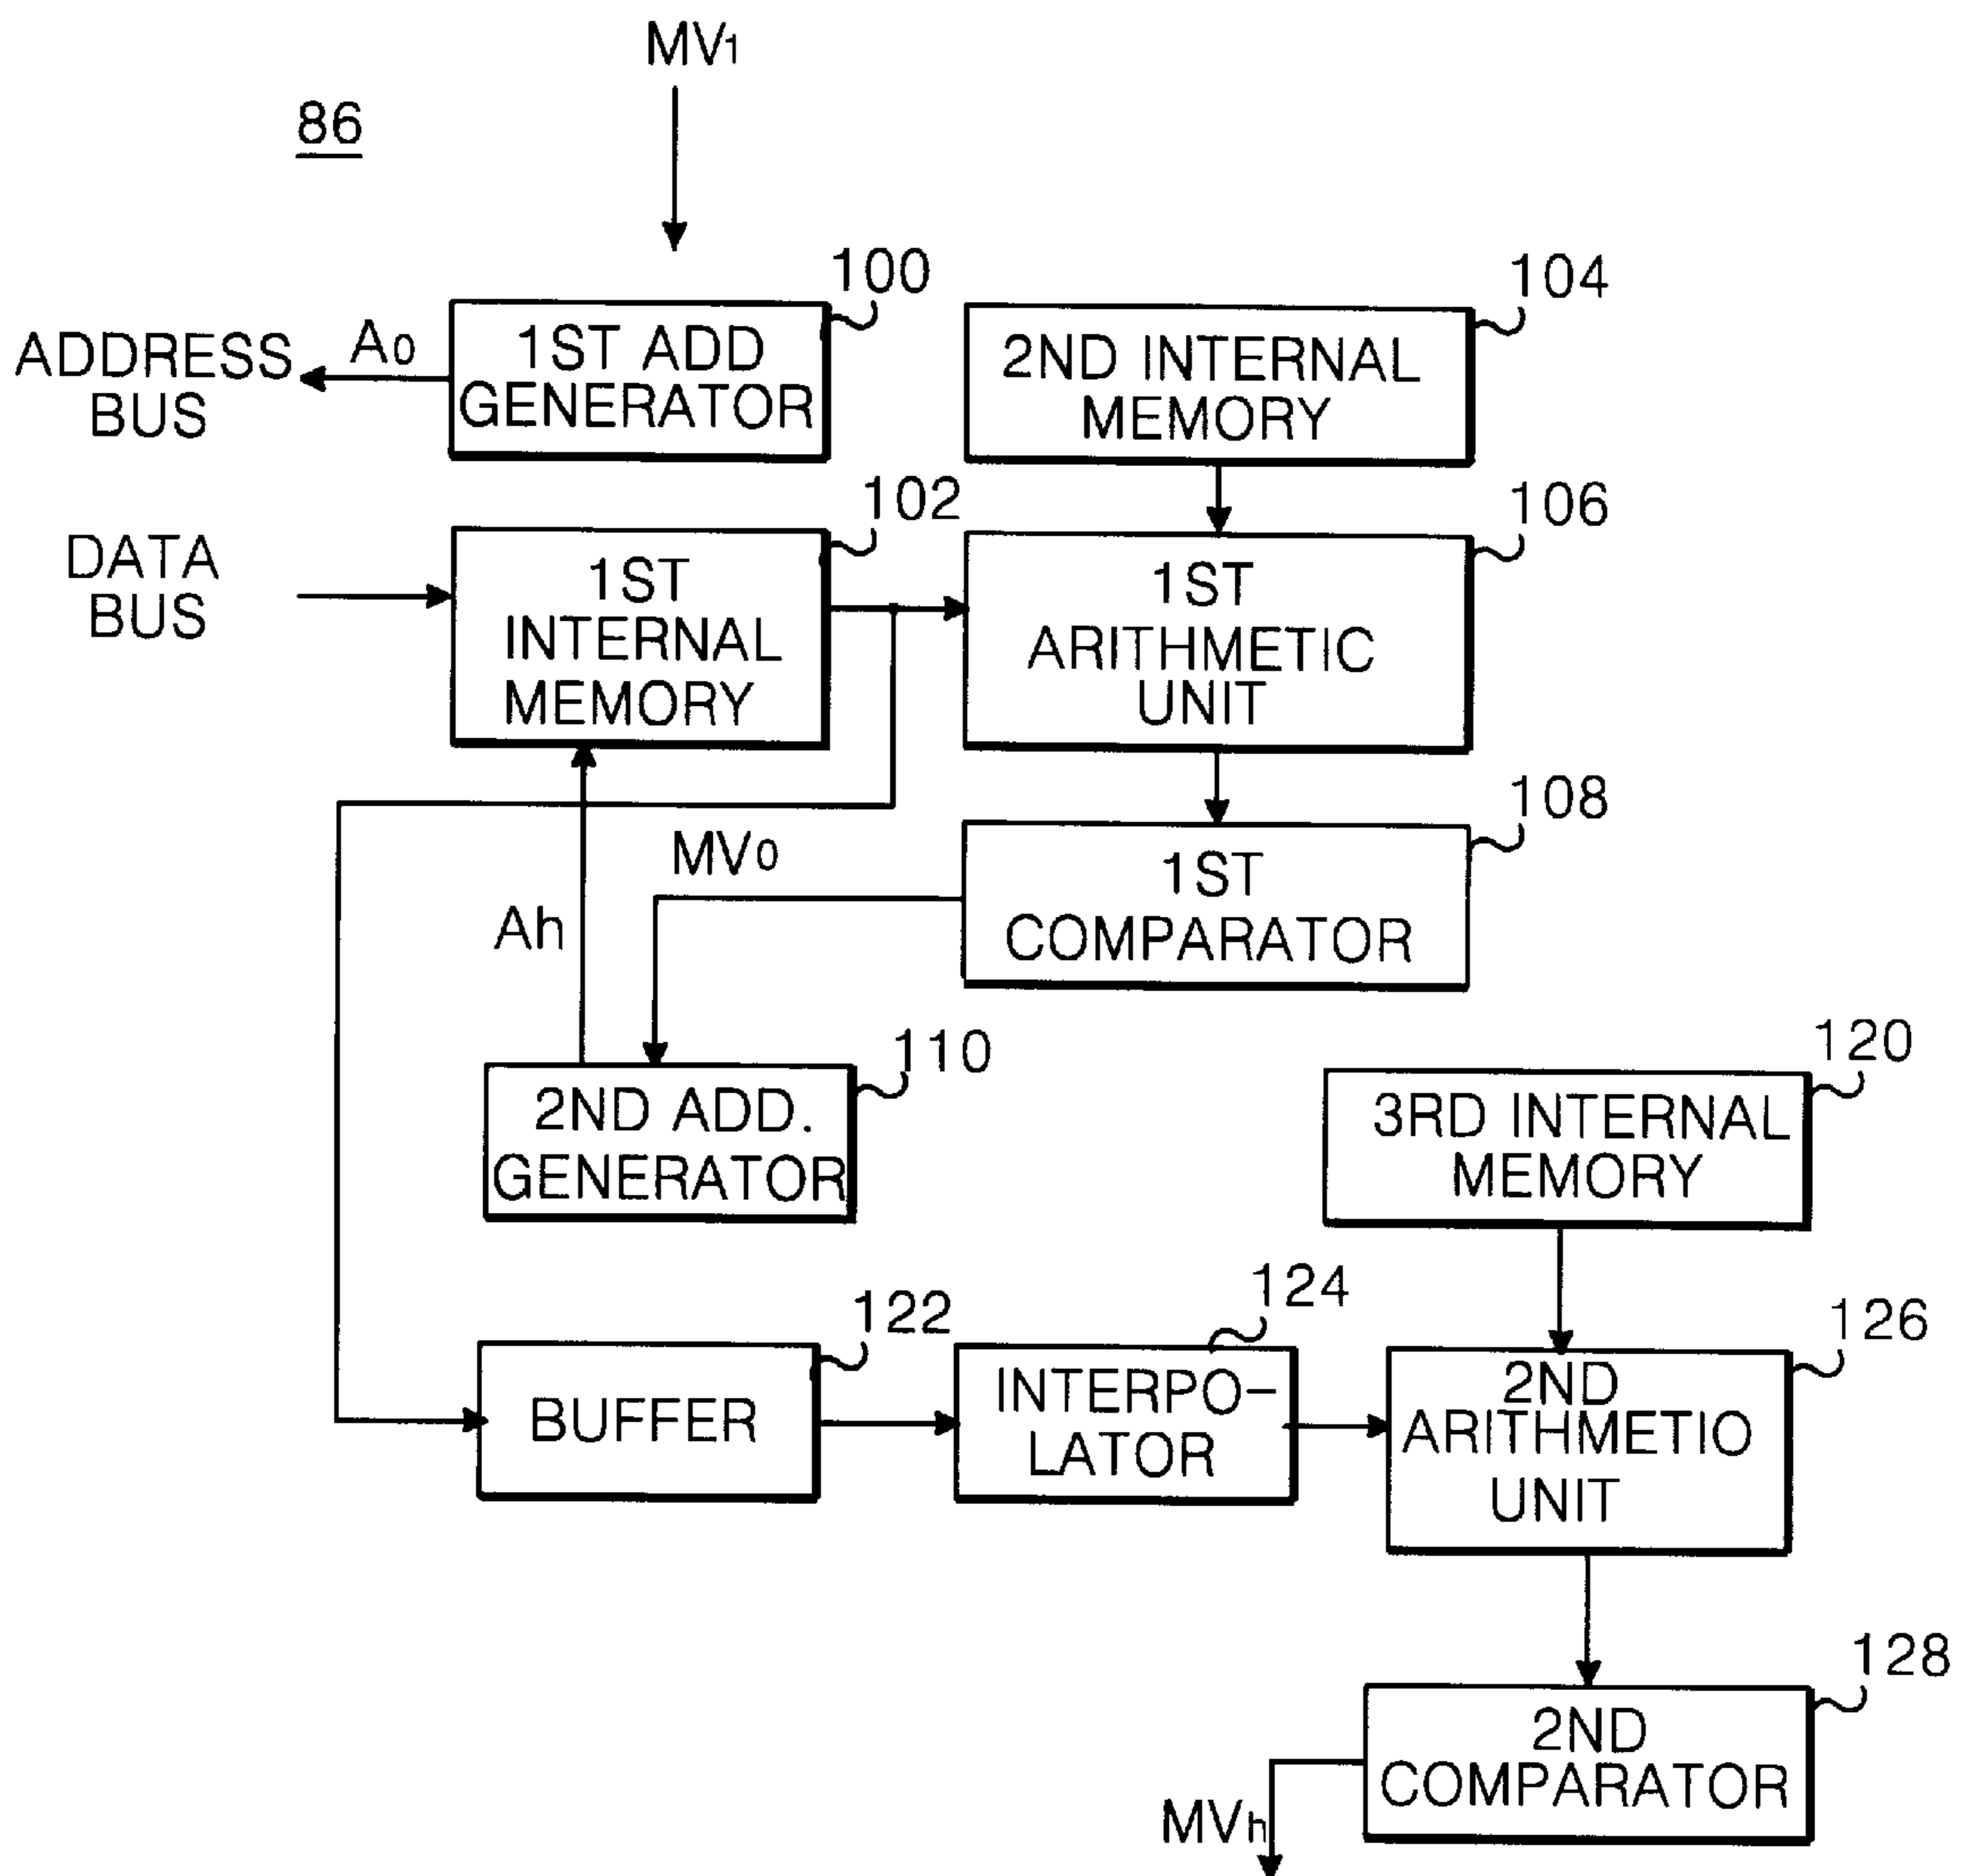 MV1
86
100
104
ADDRESS
BUS
A0
1ST ADD
GENERATOR
2ND INTERNAL
MEMORY
102
106
DATA
BUS
1ST
INTERNAL
MEMORY
1ST
ARITHMETIC
UNIT
108
MV0
Ah
1ST
COMPARATOR
110
120
2ND ADD.
GENERATOR
3RD INTERNAL
MEMORY
122
124
126
BUFFER
INTERPO-
LATOR
2ND
ARITHMETIO
UNIT
128
2ND
COMPARATOR
MVh